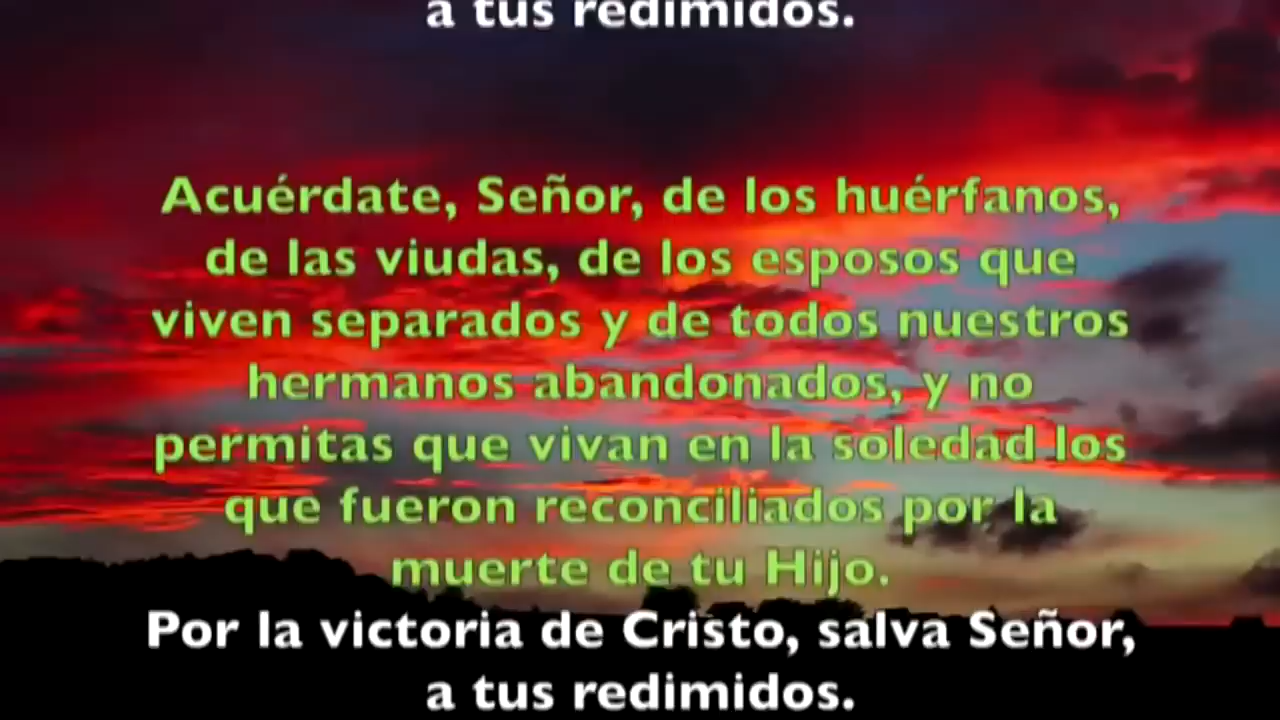 a tus redimidos.
Acuérdate, Señor, de los huérfanos,
de las viudas, de los esposos que
viven separados y de todos nuestros
hermanos abandonados, y no
permitas que vivan en la soledad los
que fueron reconciliados por la
muerte de tu Hijo.
Por la victoria de Cristo, salva Señor,
a tus redimidos.